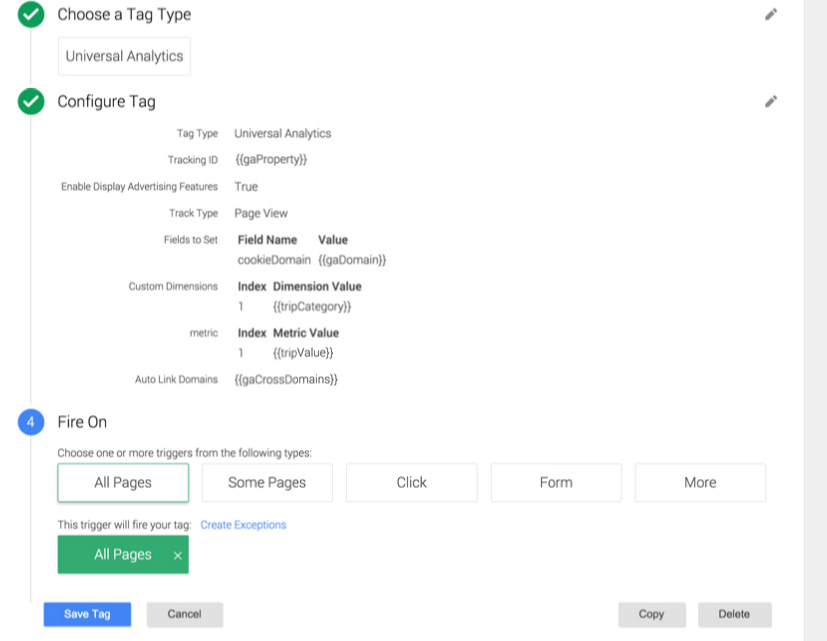 Choose a Tag Type
Universal Analytics
Configure Tag
Tag Type Universal Analytics
Tracking ID {{gaProperty}}
Enable Display Advertising Features True
Track Type Page View
Fields to Set Field Name Value
cookieDomain {{gaDomain}}
Custom Dimensions Index Dimension Value
1 {{tripCategory}}
metric Index Metric Value
1 {{tripValue}}
Auto Link Domains {{gaCrossDomains}}
4 Fire On
Choose one or more triggers from the following types:
All Pages Some Pages Click Form More
This trigger will fire your tag: Create Exceptions
All Pages ×
Save Tag Cancel Copy Delete